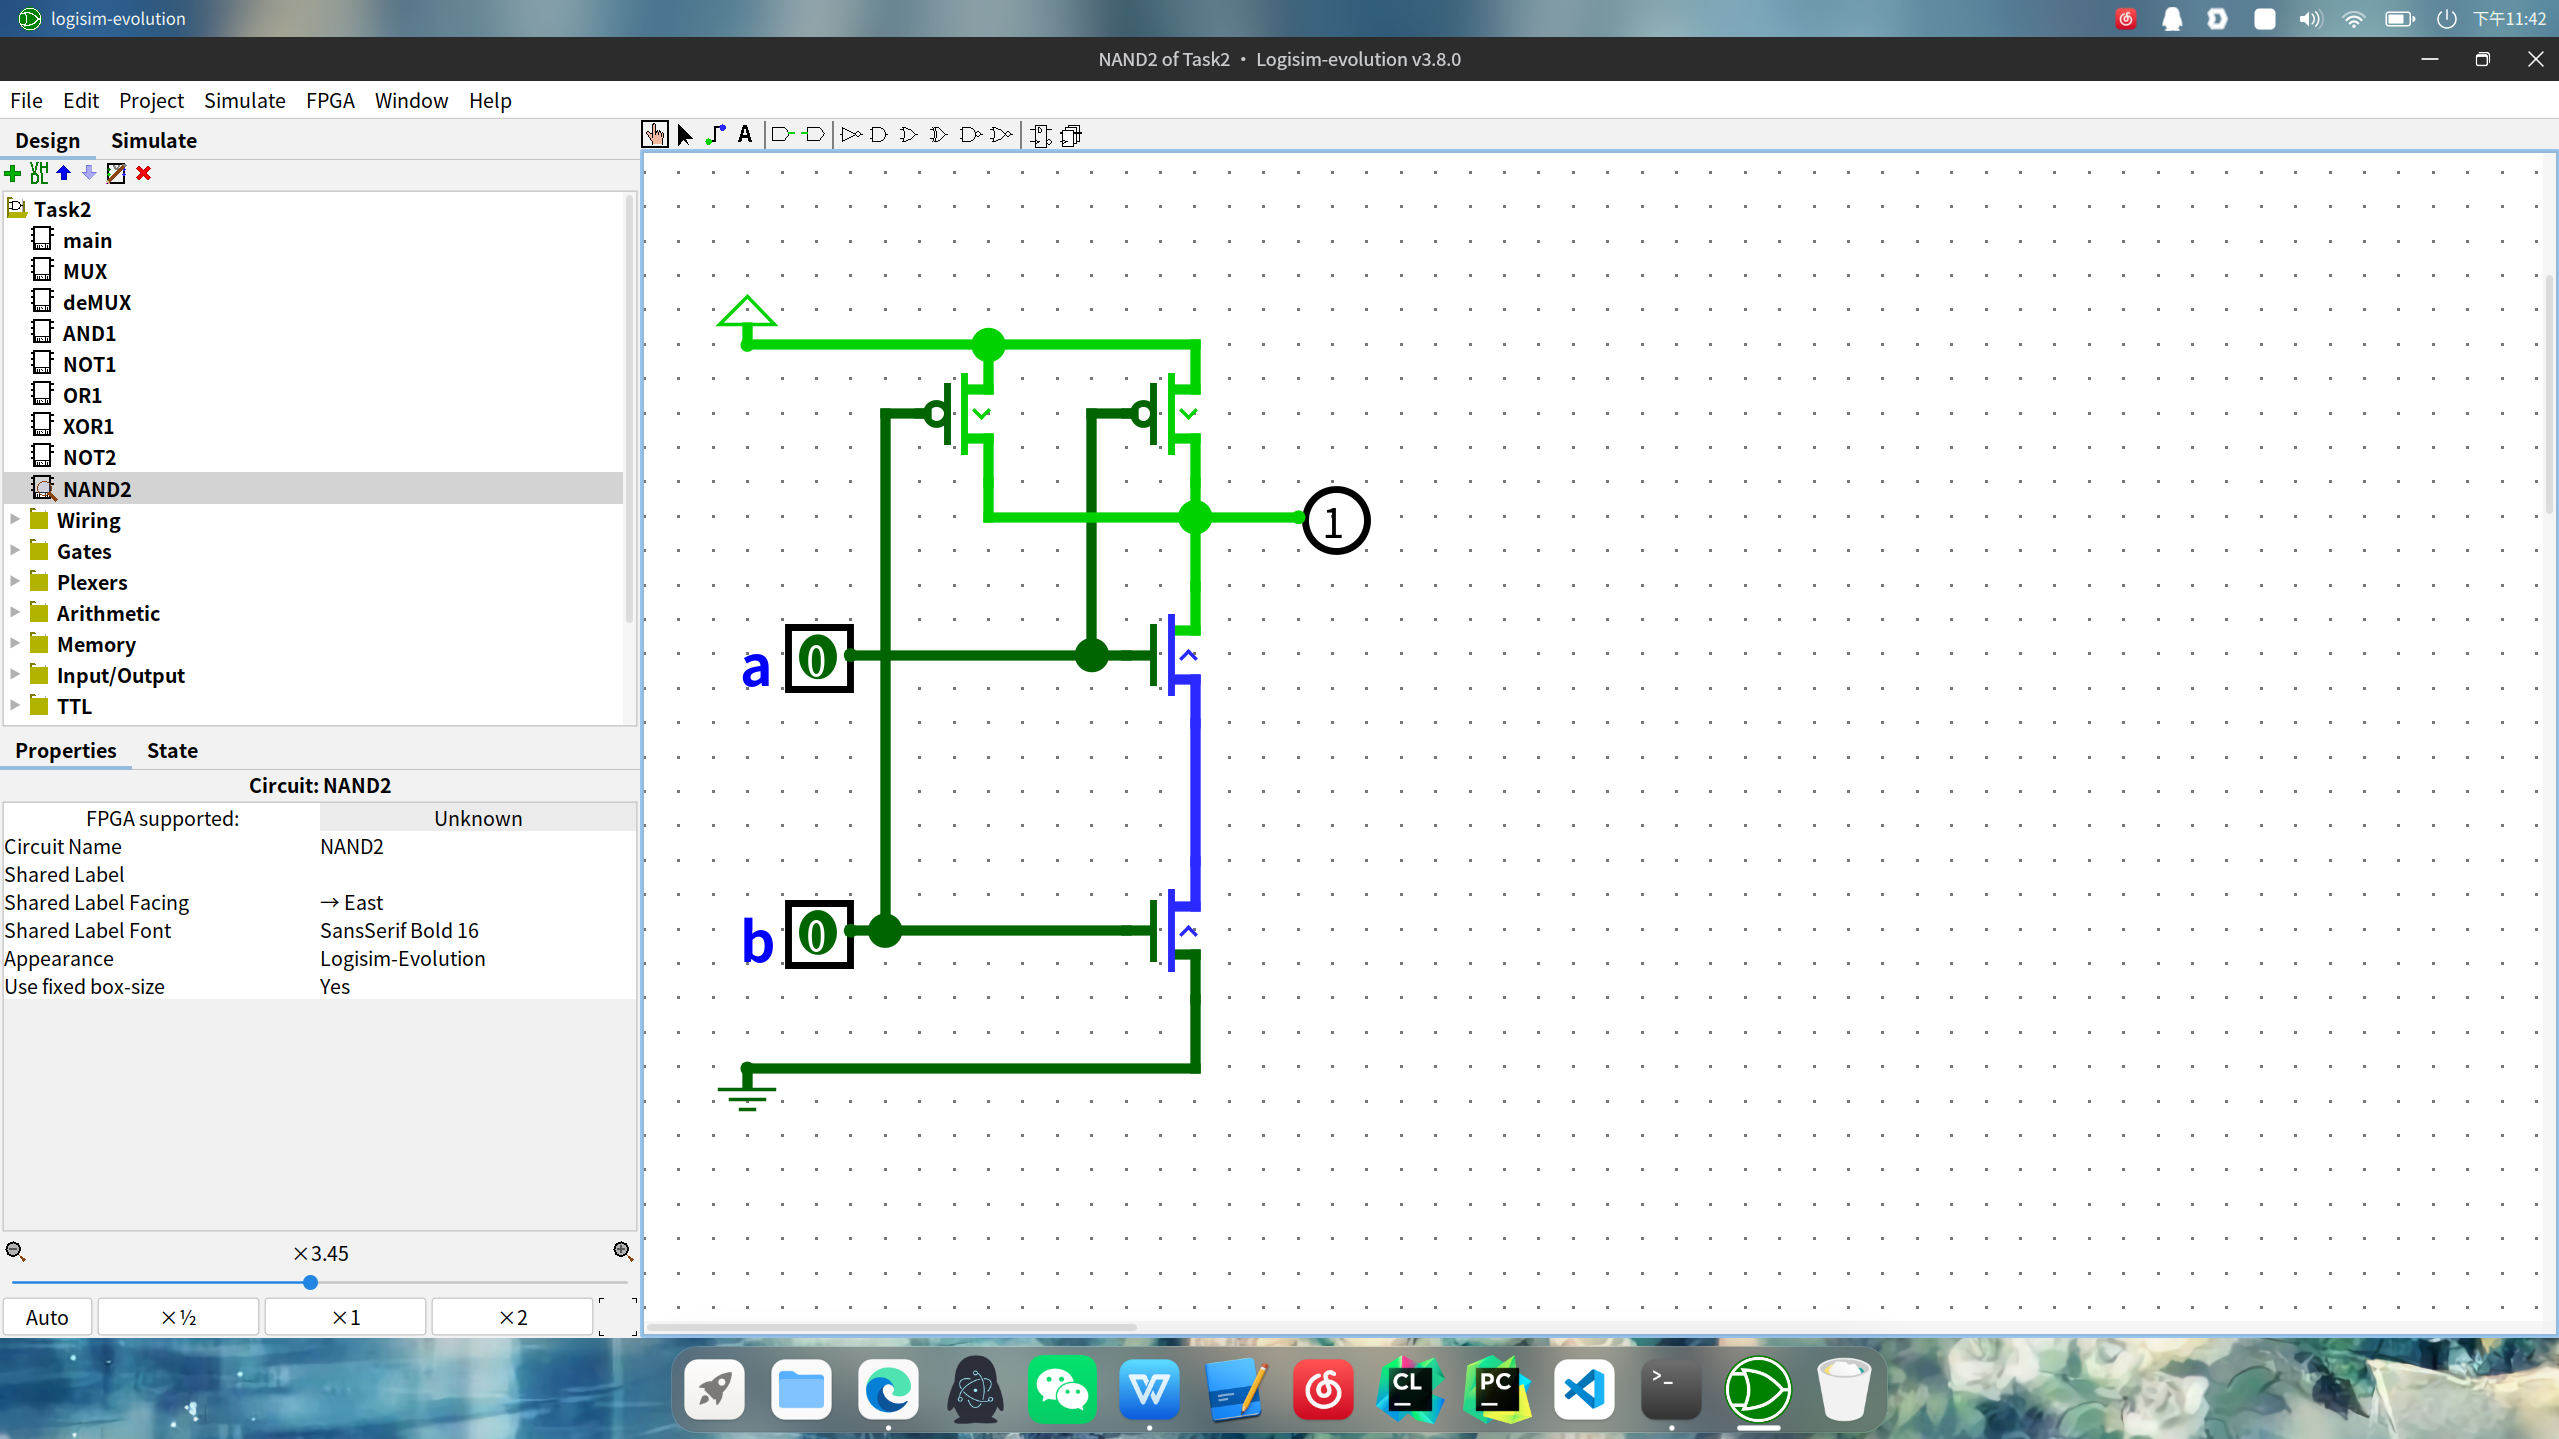 logisim-evolution
下午11:42
NAND2 of Task2 · Logisim-evolution v3.8.0
File Edit Project Simulate FPGA Window Help
Design Simulate
A
VH
DL
Task2
main
MUX
deMUX
AND1
NOT1
OR1
XOR1
NOT2
NAND2
Wiring
Gates
Plexers
Arithmetic
Memory
Input/Output
TTL
1
a 0
b 0
Properties State
Circuit: NAND2
FPGA supported: Unknown
Circuit Name NAND2
Shared Label
Shared Label Facing → East
Shared Label Font SansSerif Bold 16
Appearance Logisim-Evolution
Use fixed box-size Yes
×3.45
Auto ×½ ×1 ×2
W CL PC >_